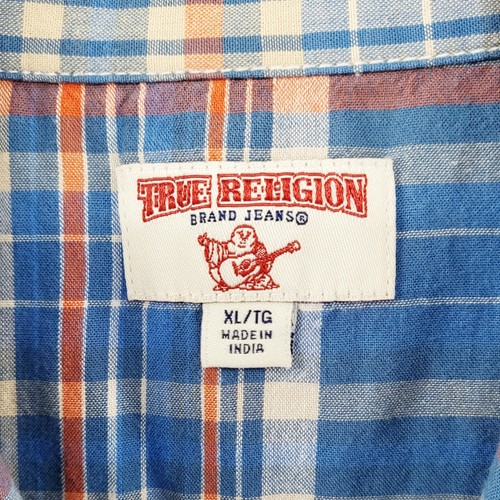 TRUE RELIGION
BRAND JEANS®
XL/TG
MADE IN
INDIA